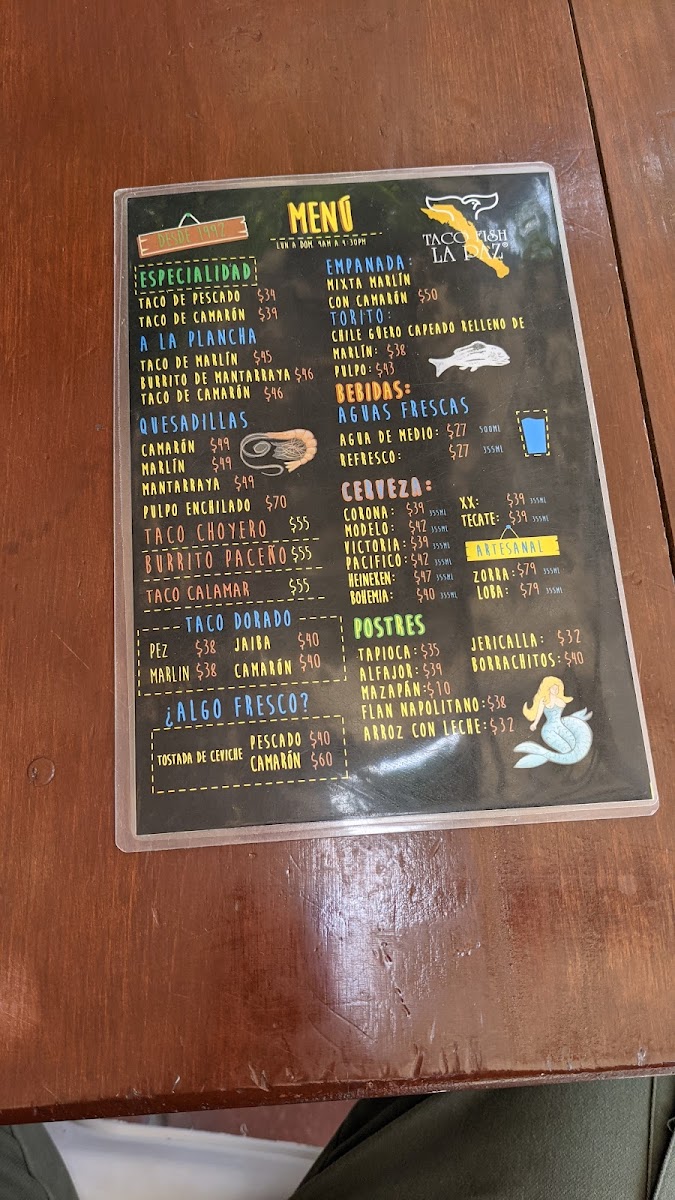 DESDE 1992
MENÚ
LUN A DOM 9AM A 4:30PM
TACO FISH
LA PAZ®
ESPECIALIDAD
TACO DE PESCADO $34
TACO DE CAMARÓN $39
A LA PLANCHA
TACO DE MARLÍN $45
BURRITO DE MANTARRAYA $46
TACO DE CAMARÓN $46
QUESADILLAS
CAMARÓN $49
MARLÍN $49
MANTARRAYA $49
PULPO ENCHILADO $70
TACO CHOYERO $55
BURRITO PACEÑO $55
TACO CALAMAR $55
TACO DORADO
PEZ $38 JAIBA $40
MARLIN $38 CAMARÓN $40
¿ALGO FRESCO?
TOSTADA DE CEVICHE
PESCADO $40
CAMARÓN $60
EMPANADA:
MIXTA MARLÍN
CON CAMARÓN $50
TORITO:
CHILE GÜERO CAPEADO RELLENO DE
MARLÍN: $38
PULPO: $43
BEBIDAS:
AGUAS FRESCAS
AGUA DE MEDIO: $27 500ML
REFRESCO: $27 355ML
CERVEZA:
CORONA: $39 355ML
MODELO: $42 355ML
VICTORIA: $39 355ML
PACIFICO: $42 355ML
HEINEKEN: $47 355ML
BOHEMIA: $40 355ML
XX: $39 355ML
TECATE: $39 355ML
ARTESANAL
ZORRA: $79 355ML
LOBA: $79 355ML
POSTRES
TAPIOCA: $35
ALFAJOR: $39
MAZAPÁN: $10
FLAN NAPOLITANO: $38
ARROZ CON LECHE: $32
JERICALLA: $32
BORRACHITOS: $40